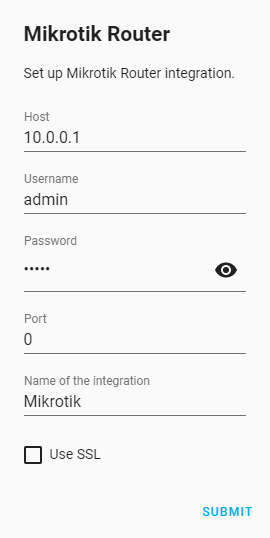 Mikrotik Router
Set up Mikrotik Router integration.
Host
10.0.0.1
Username
admin
Password
•••••
Port
0
Name of the integration
Mikrotik
Use SSL
SUBMIT